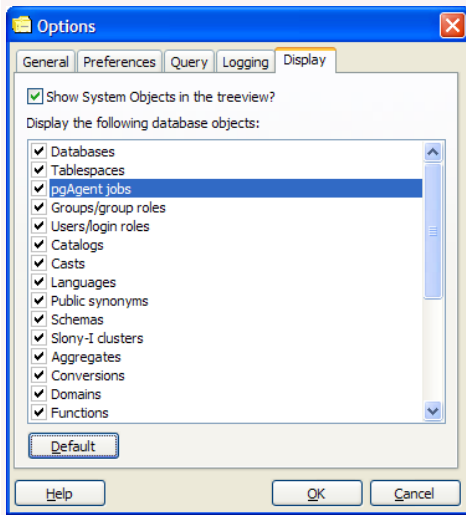 Options
General Preferences Query Logging Display
Show System Objects in the treeview?
Display the following database objects:
Databases
Tablespaces
pgAgent jobs
Groups/group roles
Users/login roles
Catalogs
Casts
Languages
Public synonyms
Schemas
Slony-I clusters
Aggregates
Conversions
Domains
Functions
Default
Help OK Cancel